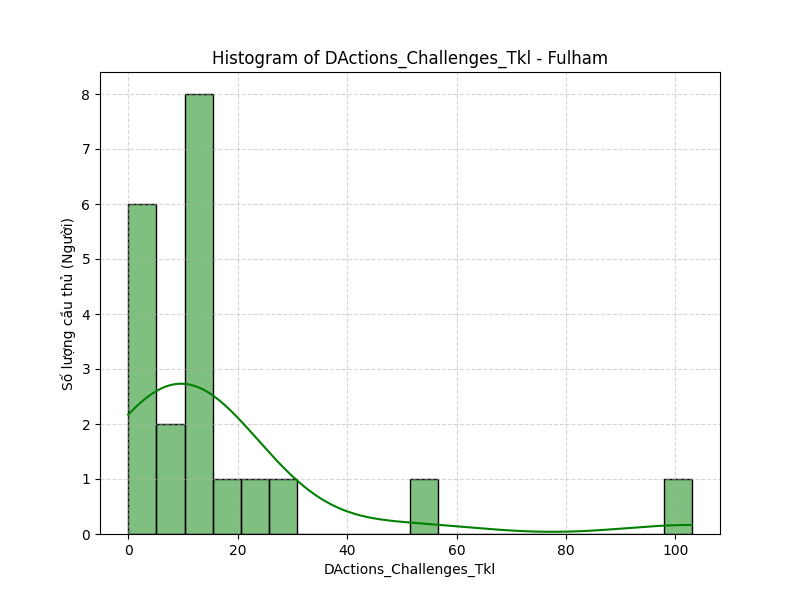 Histogram of DActions_Challenges_Tkl - Fulham
8
7
6
5
4
3
2
1
0
Số lượng cầu thủ (Người)
0 20 40 60 80 100
DActions_Challenges_Tkl